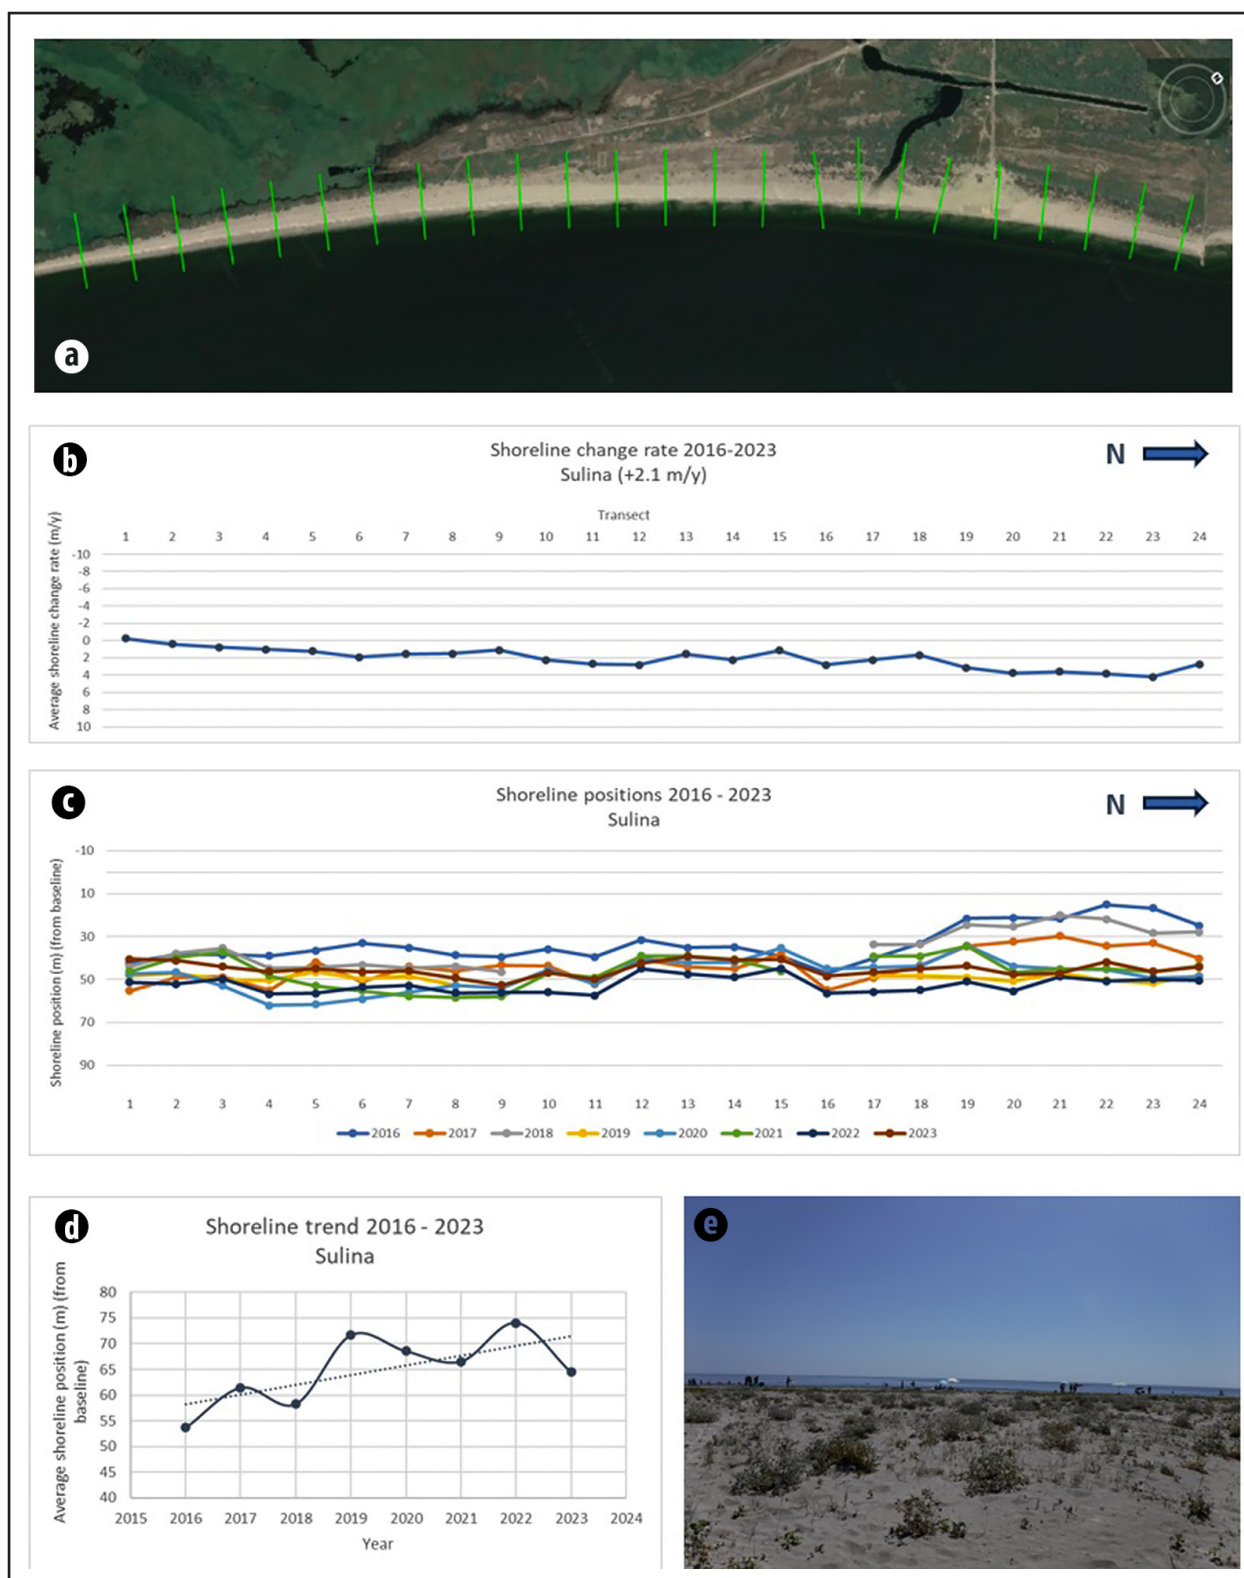 a
b
Shoreline change rate 2016-2023
Sulina (+2.1 m/y)
N
Transect
1 2 3 4 5 6 7 8 9 10 11 12 13 14 15 16 17 18 19 20 21 22 23 24
Average shoreline change rate (m/y)
-10
-8
-6
-4
-2
0
2
4
6
8
10
c
Shoreline positions 2016 - 2023
Sulina
N
Shoreline position (m) (from baseline)
-10
10
30
50
70
90
1 2 3 4 5 6 7 8 9 10 11 12 13 14 15 16 17 18 19 20 21 22 23 24
2016 2017 2018 2019 2020 2021 2022 2023
d
Shoreline trend 2016 - 2023
Sulina
Average shoreline position (m) (from
baseline)
80
75
70
65
60
55
50
45
40
2015 2016 2017 2018 2019 2020 2021 2022 2023 2024
Year
e